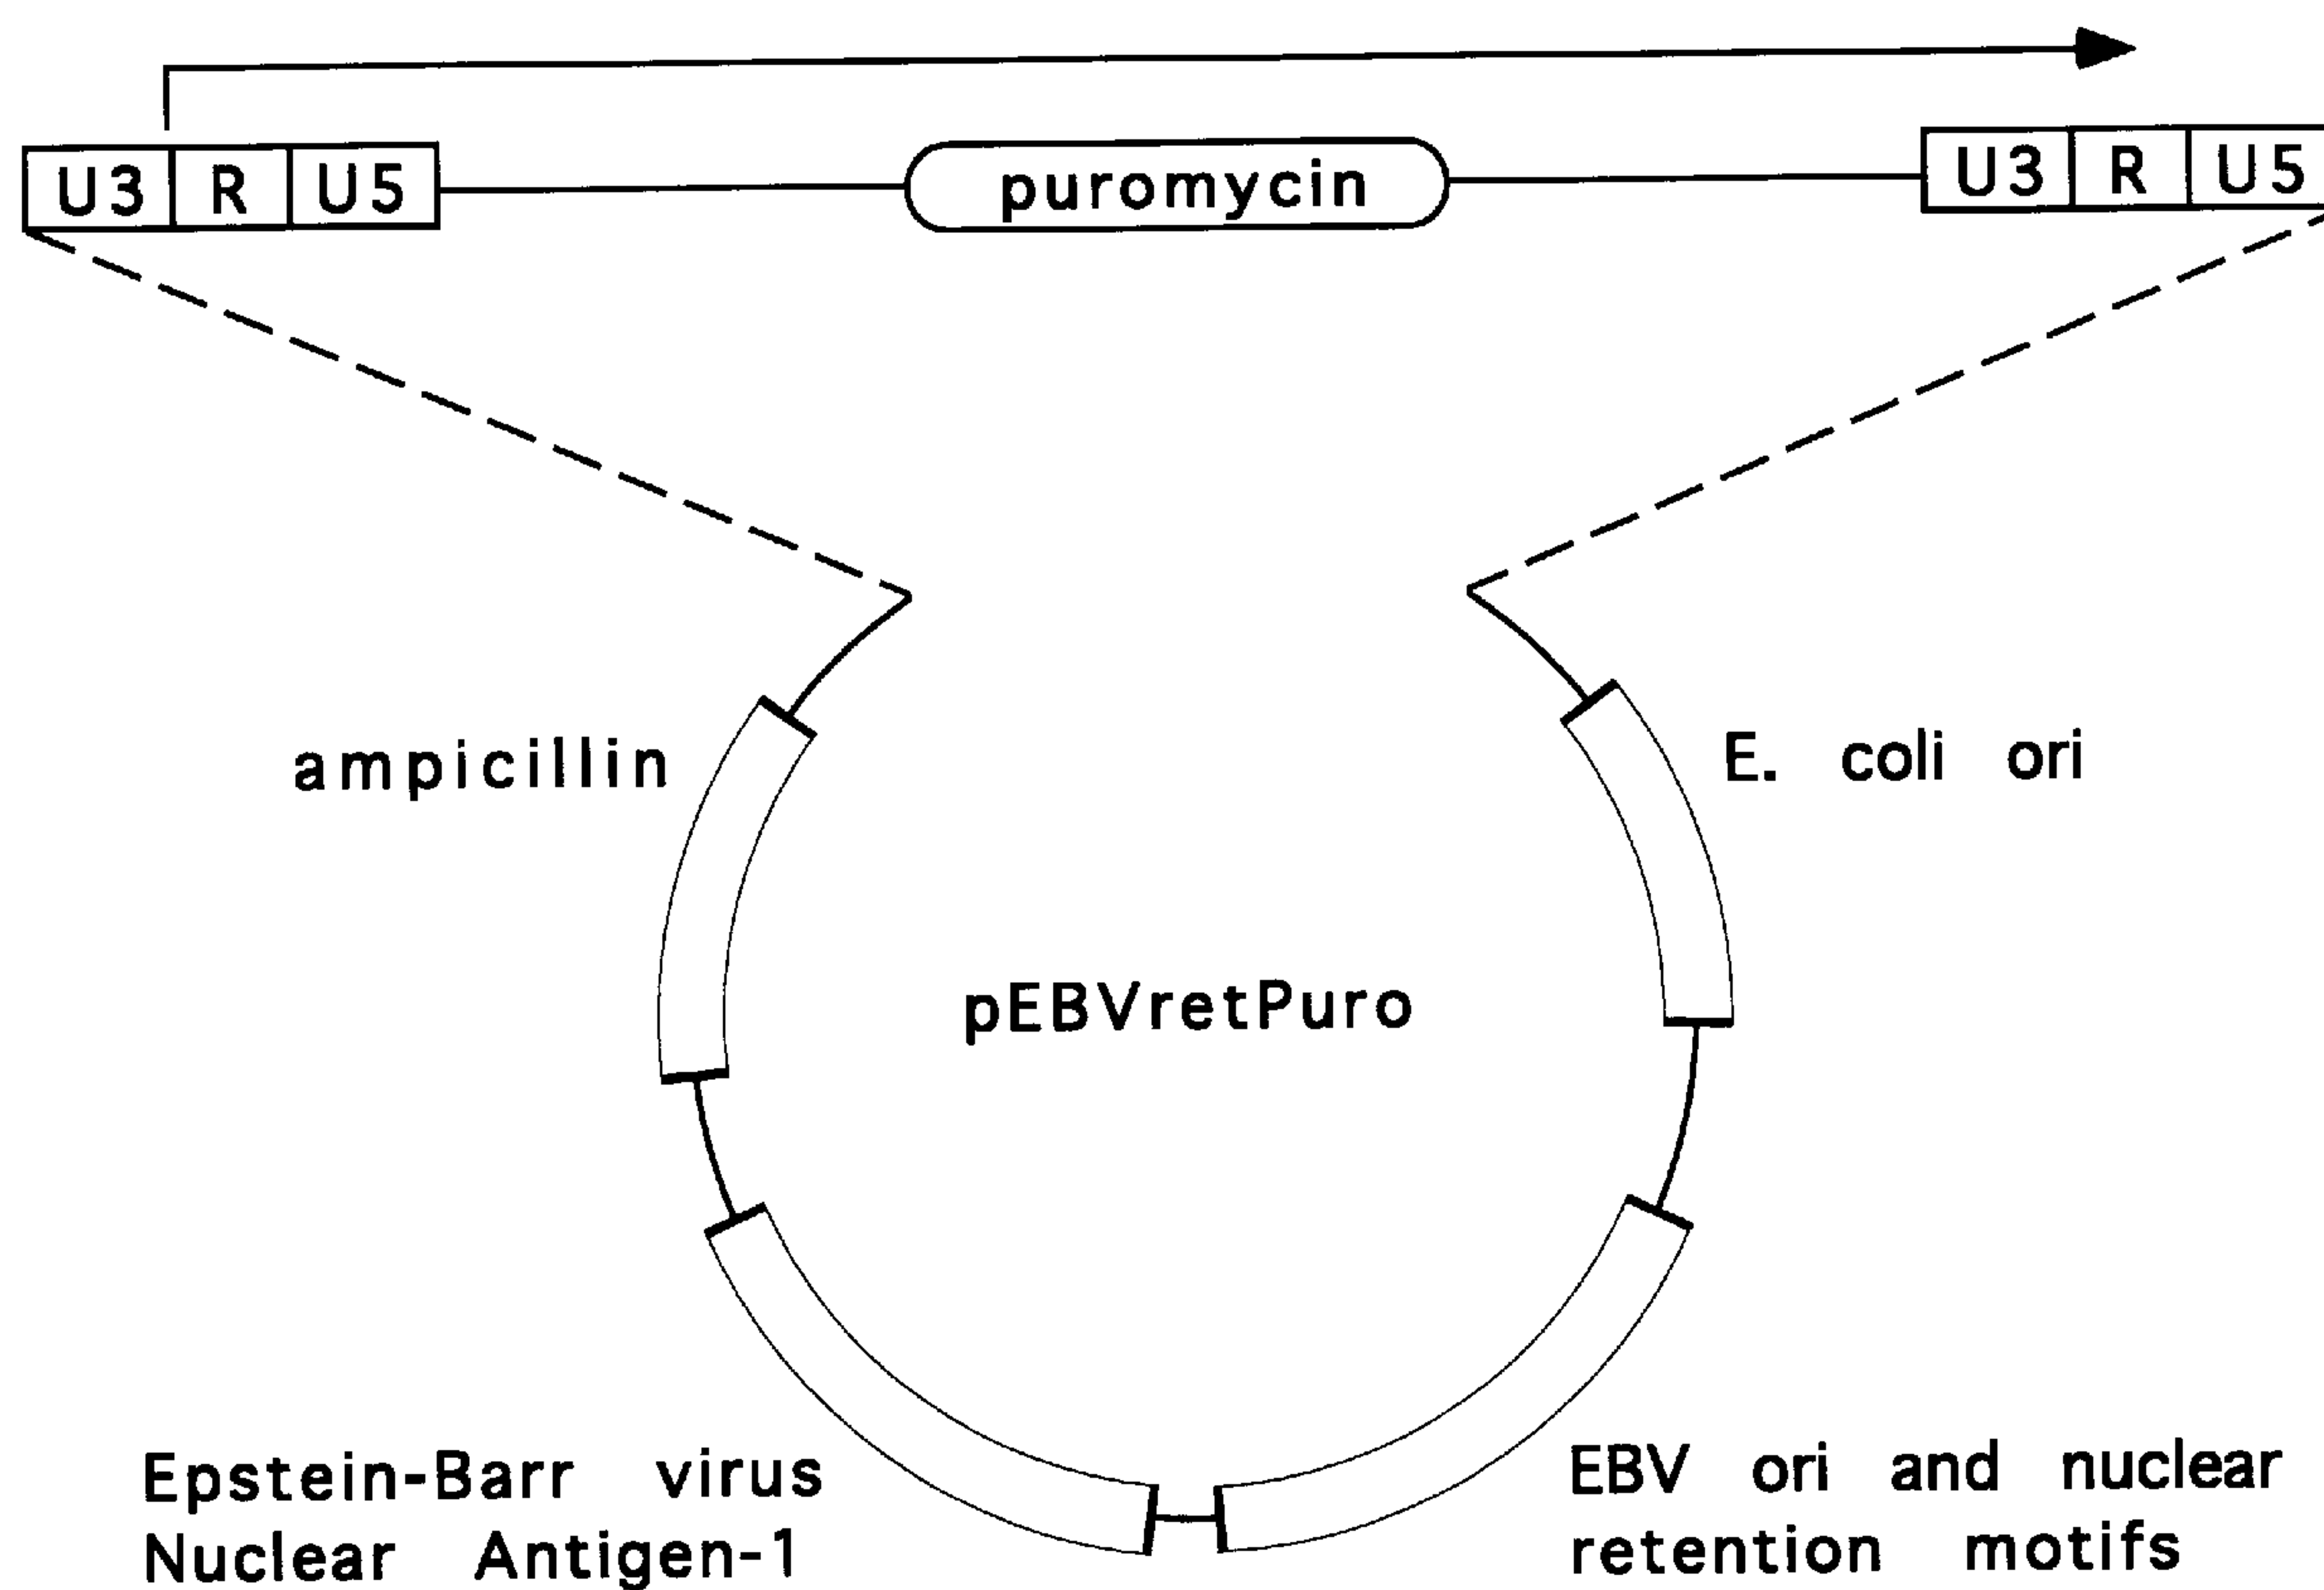 U3 R U5 puromycin U3 R U5
ampicillin
E. coli ori
pEBVretPuro
Epstein-Barr virus
Nuclear Antigen-1
EBV ori and nuclear
retention motifs